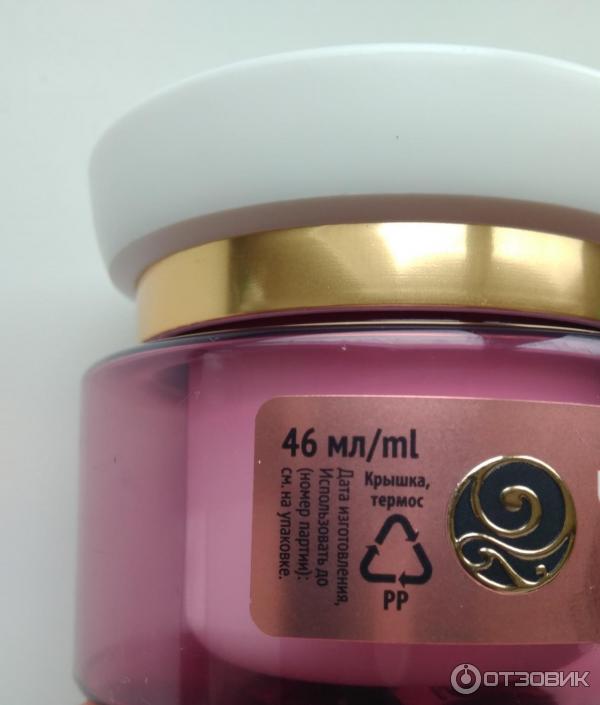 46 мл/ml
Дата изготовления,
Использовать до
(номер партии):
см. на упаковке.
Крышка,
термос
PP
ОТЗОВИК